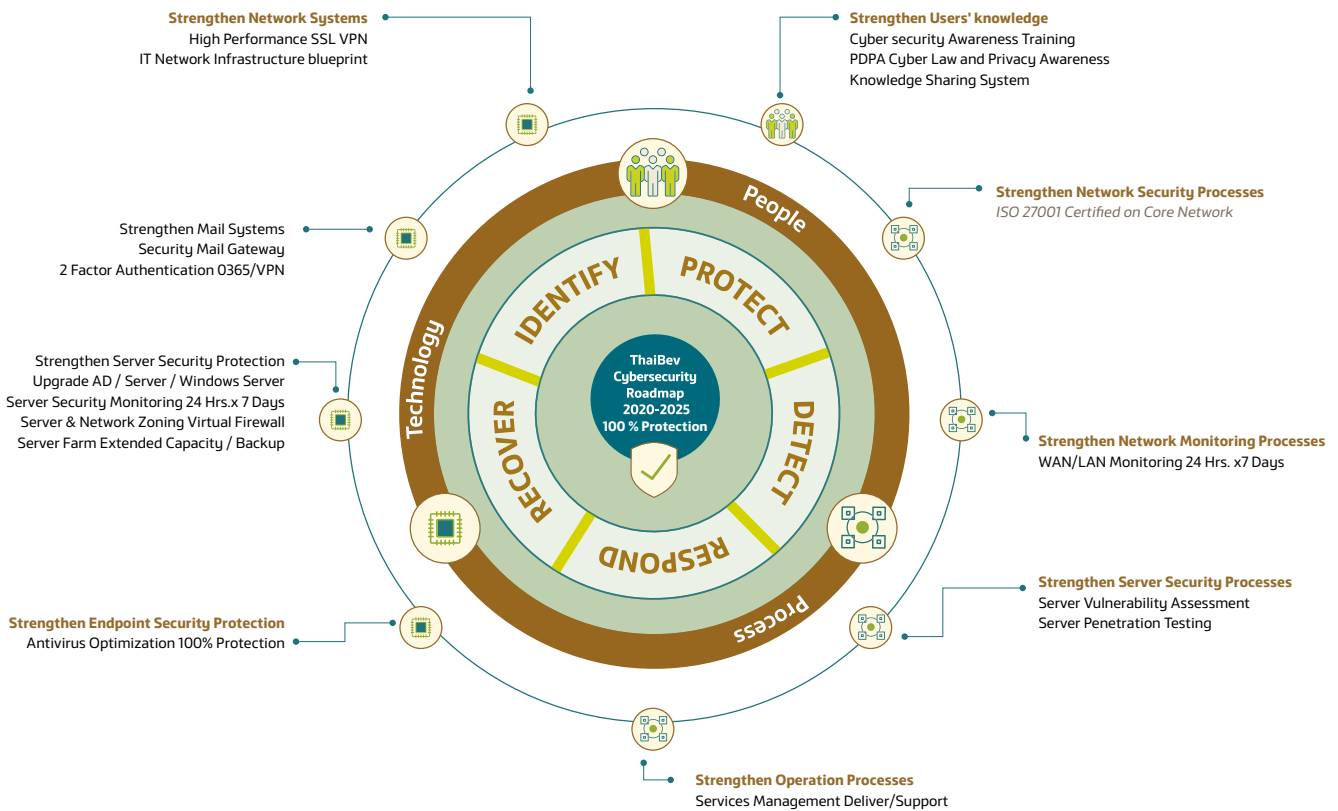 Strengthen Network Systems
High Performance SSL VPN
IT Network Infrastructure blueprint
Strengthen Users' knowledge
Cyber security Awareness Training
PDPA Cyber Law and Privacy Awareness
Knowledge Sharing System
Strengthen Network Security Processes
ISO 27001 Certified on Core Network
Strengthen Mail Systems
Security Mail Gateway
2 Factor Authentication 0365/VPN
Strengthen Server Security Protection
Upgrade AD / Server / Windows Server
Server Security Monitoring 24 Hrs.x 7 Days
Server & Network Zoning Virtual Firewall
Server Farm Extended Capacity / Backup
People
Technology
Process
IDENTIFY
PROTECT
DETECT
RESPOND
RECOVER
ThaiBev
Cybersecurity
Roadmap
2020-2025
100 % Protection
Strengthen Network Monitoring Processes
WAN/LAN Monitoring 24 Hrs. x7 Days
Strengthen Server Security Processes
Server Vulnerability Assessment
Server Penetration Testing
Strengthen Endpoint Security Protection
Antivirus Optimization 100% Protection
Strengthen Operation Processes
Services Management Deliver/Support